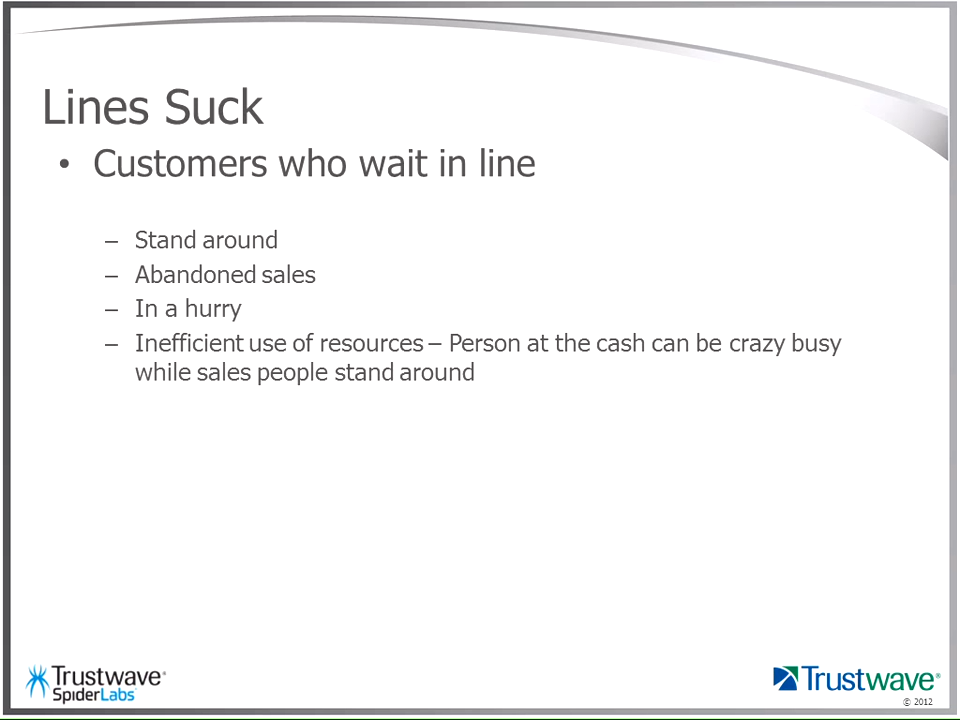 Lines Suck
• Customers who wait in line
– Stand around
– Abandoned sales
– In a hurry
– Inefficient use of resources – Person at the cash can be crazy busy
while sales people stand around
Trustwave®
SpiderLabs®
Trustwave®
© 2012